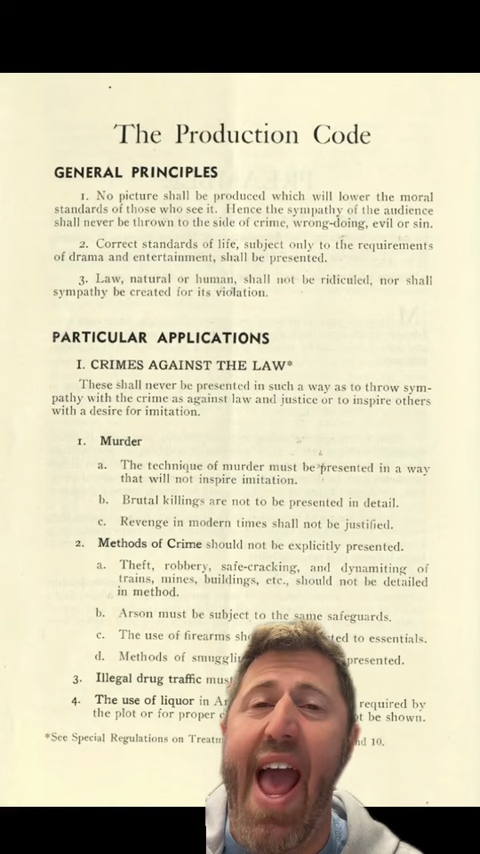 The Production Code
GENERAL PRINCIPLES
1. No picture shall be produced which will lower the moral
standards of those who see it. Hence the sympathy of the audience
shall never be thrown to the side of crime, wrong-doing, evil or sin.
2. Correct standards of life, subject only to the requirements
of drama and entertainment, shall be presented.
3. Law, natural or human, shall not be ridiculed, nor shall
sympathy be created for its violation.
PARTICULAR APPLICATIONS
I. CRIMES AGAINST THE LAW*
These shall never be presented in such a way as to throw sym-
pathy with the crime as against law and justice or to inspire others
with a desire for imitation.
1. Murder
a. The technique of murder must be presented in a way
that will not inspire imitation.
b. Brutal killings are not to be presented in detail.
c. Revenge in modern times shall not be justified.
2. Methods of Crime should not be explicitly presented.
a. Theft, robbery, safe-cracking, and dynamiting of
trains, mines, buildings, etc., should not be detailed
in method.
b. Arson must be subject to the same safeguards.
c. The use of firearms to essentials.
d. Methods of presented.
3. Illegal drug traffic must
4. The use of liquor in required by
the plot or for proper be shown.
*See Special Regulations on 10.